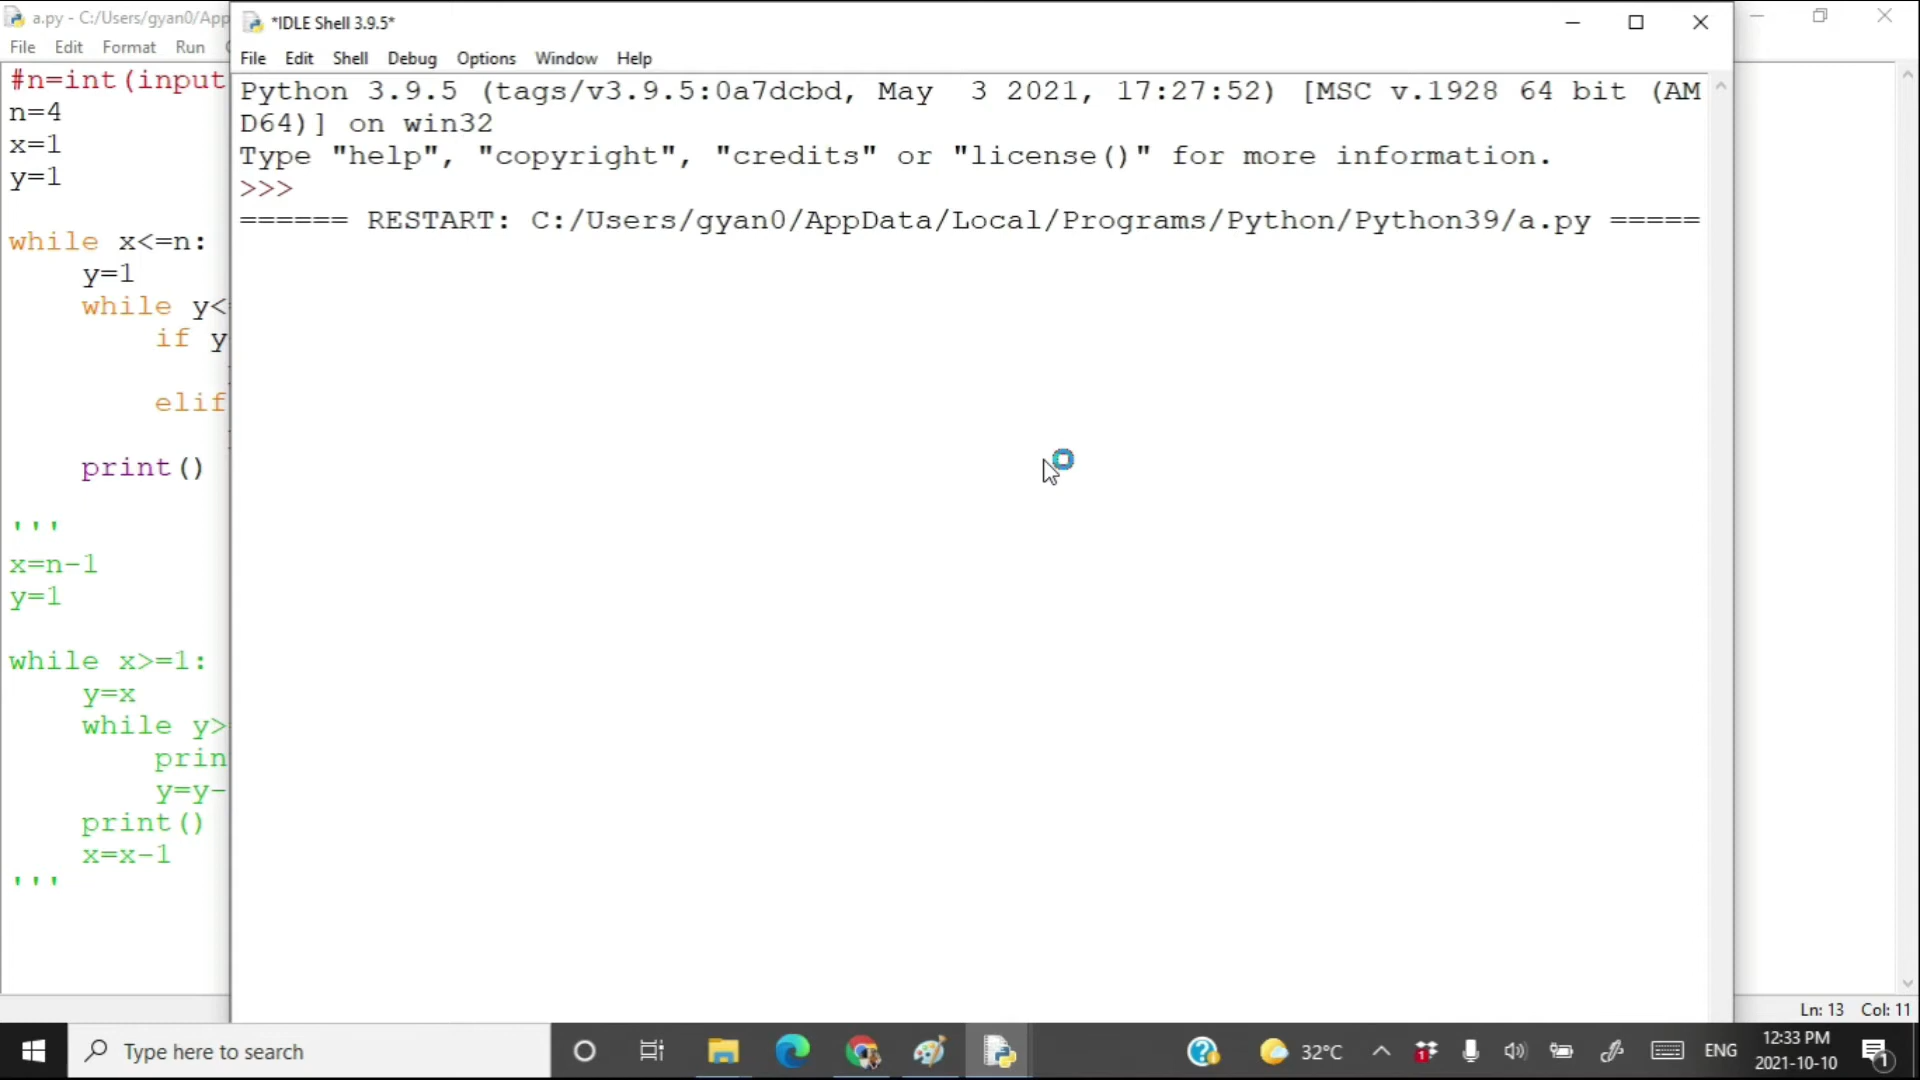 a.py - C:/Users/gyan0/App
File Edit Format Run
#n=int(input
n=4
x=1
y=1
while x<=n:
y=1
while y<
if y
elif
print()
'''
x=n-1
y=1
while x>=1:
y=x
while y>
prin
y=y-
print()
x=x-1
'''
*IDLE Shell 3.9.5*
File Edit Shell Debug Options Window Help
Python 3.9.5 (tags/v3.9.5:0a7dcbd, May  3 2021, 17:27:52) [MSC v.1928 64 bit (AM
D64)] on win32
Type "help", "copyright", "credits" or "license()" for more information.
>>>
====== RESTART: C:/Users/gyan0/AppData/Local/Programs/Python/Python39/a.py =====
Ln: 13 Col: 11
Type here to search
32°C
1
ENG
12:33 PM
2021-10-10
1